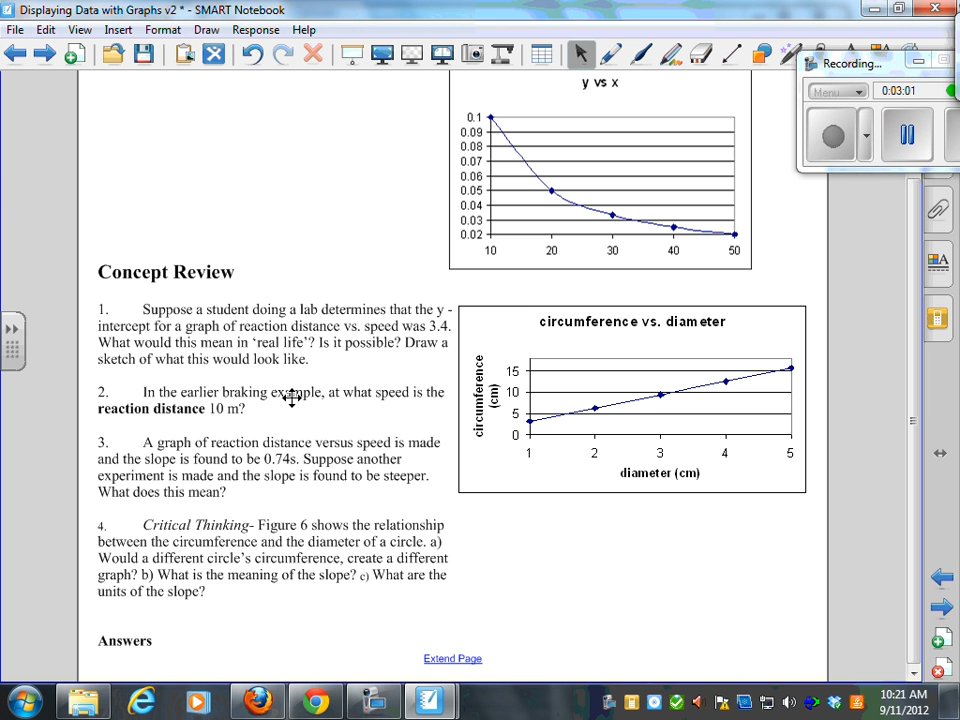 Displaying Data with Graphs v2 * - SMART Notebook
File Edit View Insert Format Draw Response Help
Recording...
Menu 0:03:01
y vs x
0.1
0.09
0.08
0.07
0.06
0.05
0.04
0.03
0.02
10 20 30 40 50
Concept Review
1. Suppose a student doing a lab determines that the y -
intercept for a graph of reaction distance vs. speed was 3.4.
What would this mean in ‘real life’? Is it possible? Draw a
sketch of what this would look like.
2. In the earlier braking example, at what speed is the
reaction distance 10 m?
3. A graph of reaction distance versus speed is made
and the slope is found to be 0.74s. Suppose another
experiment is made and the slope is found to be steeper.
What does this mean?
4. Critical Thinking- Figure 6 shows the relationship
between the circumference and the diameter of a circle. a)
Would a different circle’s circumference, create a different
graph? b) What is the meaning of the slope? c) What are the
units of the slope?
circumference vs. diameter
circumference
(cm)
15
10
5
0
1 2 3 4 5
diameter (cm)
Answers
Extend Page
10:21 AM
9/11/2012